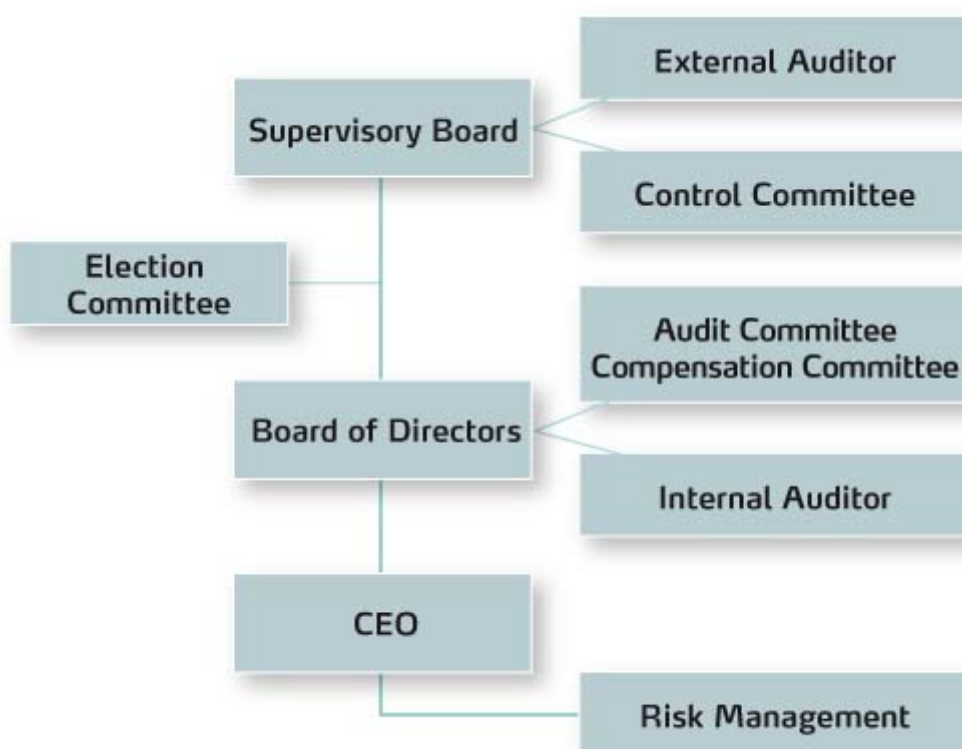 External Auditor
Supervisory Board
Control Committee
Election
Committee
Audit Committee
Compensation Committee
Board of Directors
Internal Auditor
CEO
Risk Management